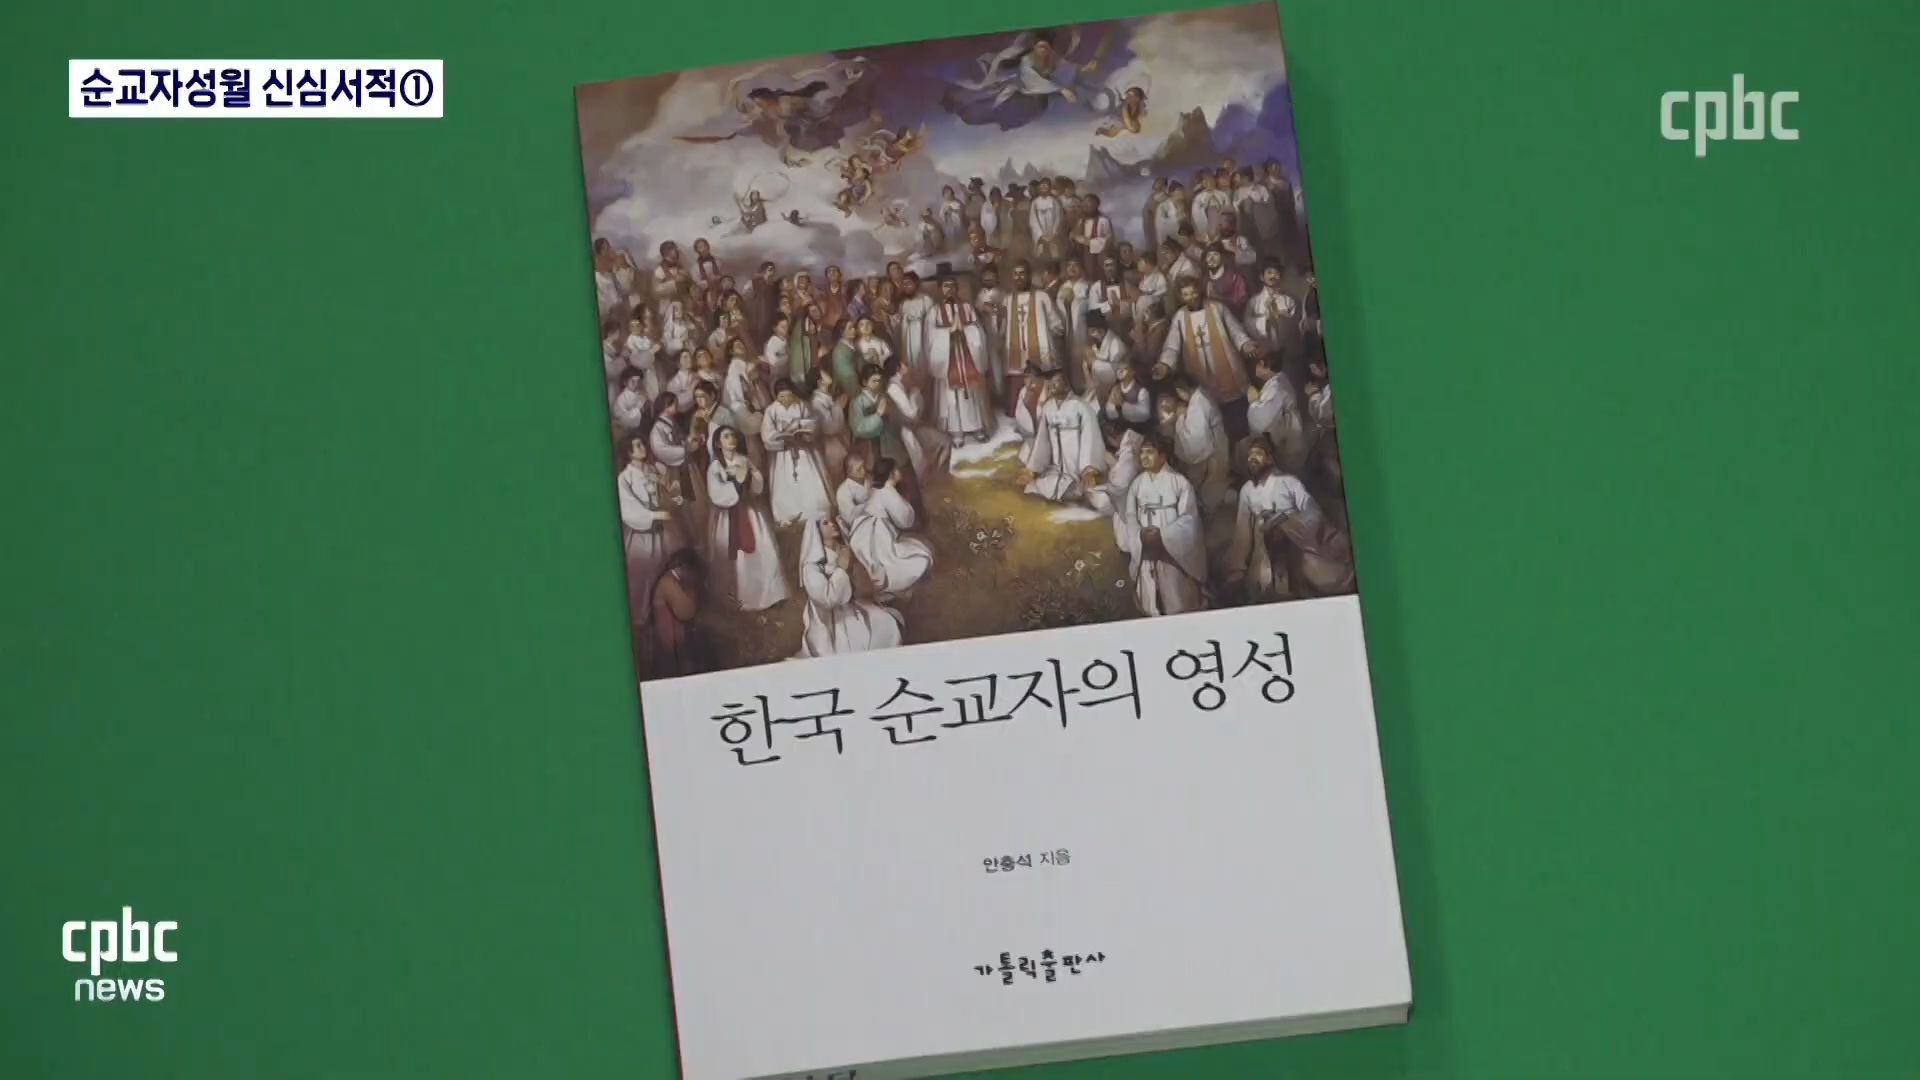 순교자성월 신심서적①
cpbc
한국 순교자의 영성
안충석 지음
가톨릭출판사
cpbc
news